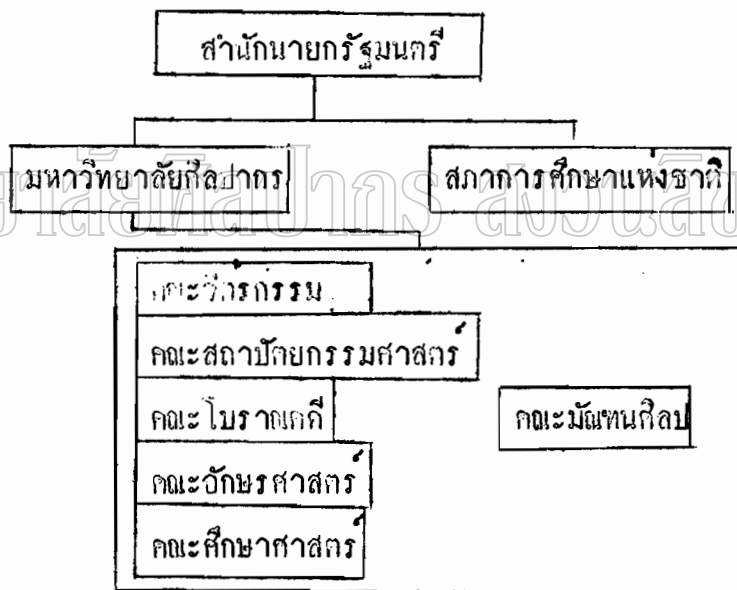 สำนักนายกรัฐมนตรี
มหาวิทยาลัยศิลปากร
สภาการศึกษาแห่งชาติ
คณะจิตรกรรม
คณะสถาปัตยกรรมศาสตร์
คณะโบราณคดี
คณะมัณฑนศิลป
คณะอักษรศาสตร์
คณะศึกษาศาสตร์